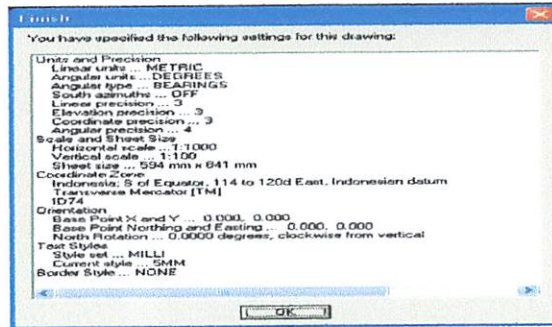 Finish
You have specified the following settings for this drawing:
Units and Precision
Linear units ... METRIC
Angular units ... DEGREES
Angular type ... BEARINGS
South azimuths ... OFF
Linear precision ... 3
Elevation precision ... 3
Coordinate precision ... 3
Angular precision ... 4
Scale and Sheet Size
Horizontal scale ... 1:1000
Vertical scale ... 1:100
Sheet size ... 594 mm x 841 mm
Coordinate Zone
Indonesia; S of Equator, 114 to 120d East, Indonesian datum
Transverse Mercator [TM]
ID74
Orientation
Base Point X and Y ... 0.000, 0.000
Base Point Northing and Easting ... 0.000, 0.000
North Rotation ... 0.0000 degrees, clockwise from vertical
Text Styles
Style set ... MILLI
Current style ... 5MM
Border Style ... NONE
OK